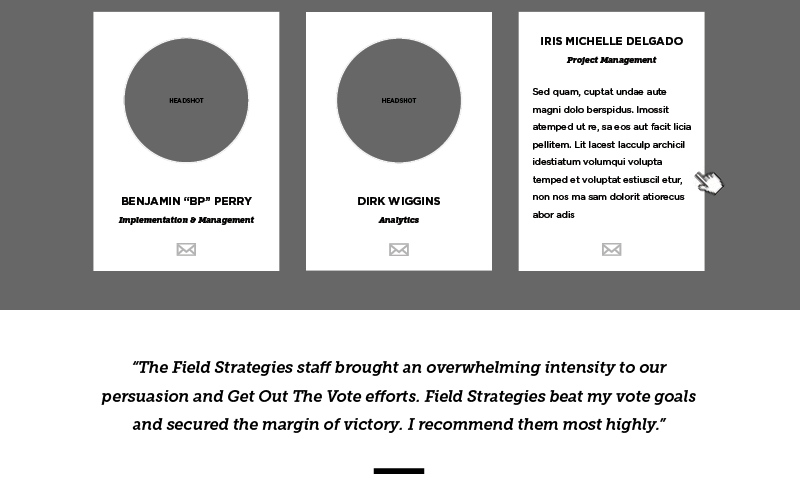 HEADSHOT
BENJAMIN “BP” PERRY
Implementation & Management
HEADSHOT
DIRK WIGGINS
Analytics
IRIS MICHELLE DELGADO
Project Management
Sed quam, cuptat undae aute
magni dolo berspidus. Imossit
atemped ut re, sa eos aut facit licia
pellitem. Lit lacest lacculp archicil
idestiatum volumqui volupta
temped et voluptat estiuscil etur,
non nos ma sam dolorit atiorecus
abor adis
“The Field Strategies staff brought an overwhelming intensity to our
persuasion and Get Out The Vote efforts. Field Strategies beat my vote goals
and secured the margin of victory. I recommend them most highly.”